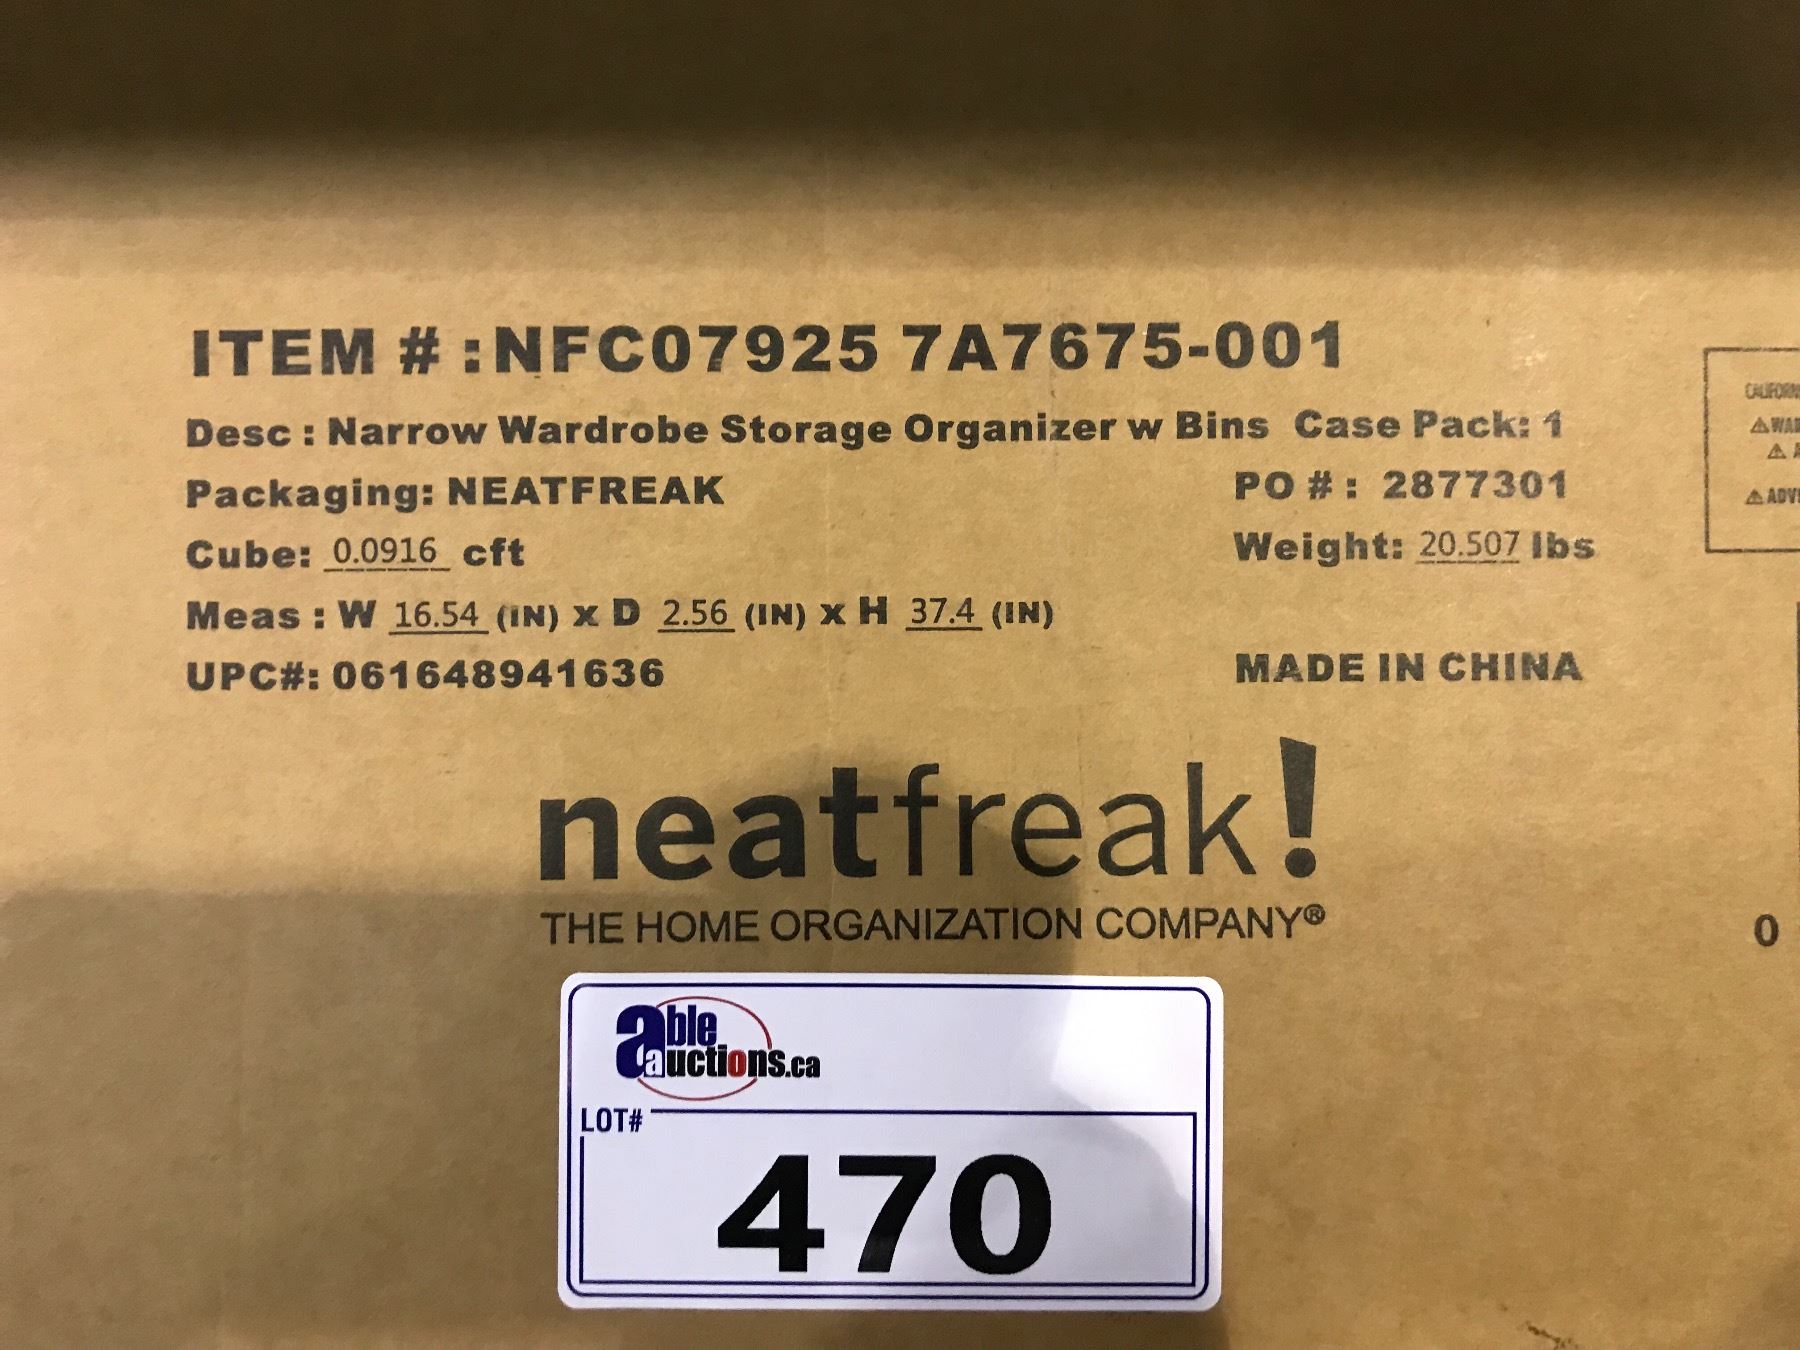 ITEM # : NFC07925 7A7675-001
Desc : Narrow Wardrobe Storage Organizer w Bins Case Pack: 1
Packaging: NEATFREAK PO # : 2877301
Cube: 0.0916 cft Weight: 20.507 lbs
Meas : W 16.54 (IN) x D 2.56 (IN) x H 37.4 (IN)
UPC#: 061648941636 MADE IN CHINA
neatfreak!
THE HOME ORGANIZATION COMPANY®
0
able
auctions.ca
LOT#
470